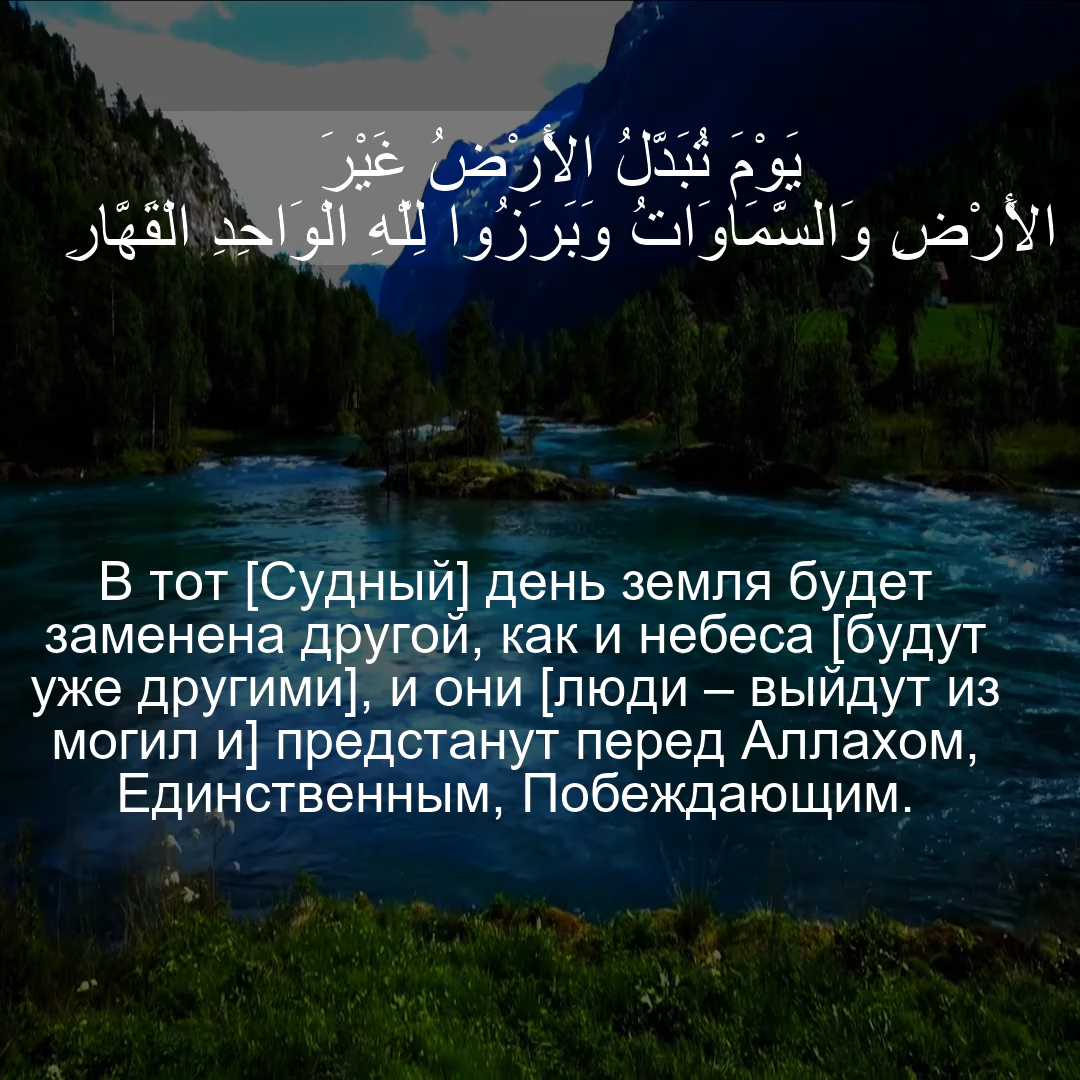 يَوْمَ تُبَدَّلُ الأَرْضُ غَيْرَ
الأَرْضِ وَالسَّمَاوَاتُ وَبَرَزُوا لِلّهِ الْوَاحِدِ الْقَهَّارِ
В тот [Судный] день земля будет
заменена другой, как и небеса [будут
уже другими], и они [люди – выйдут из
могил и] предстанут перед Аллахом,
Единственным, Побеждающим.